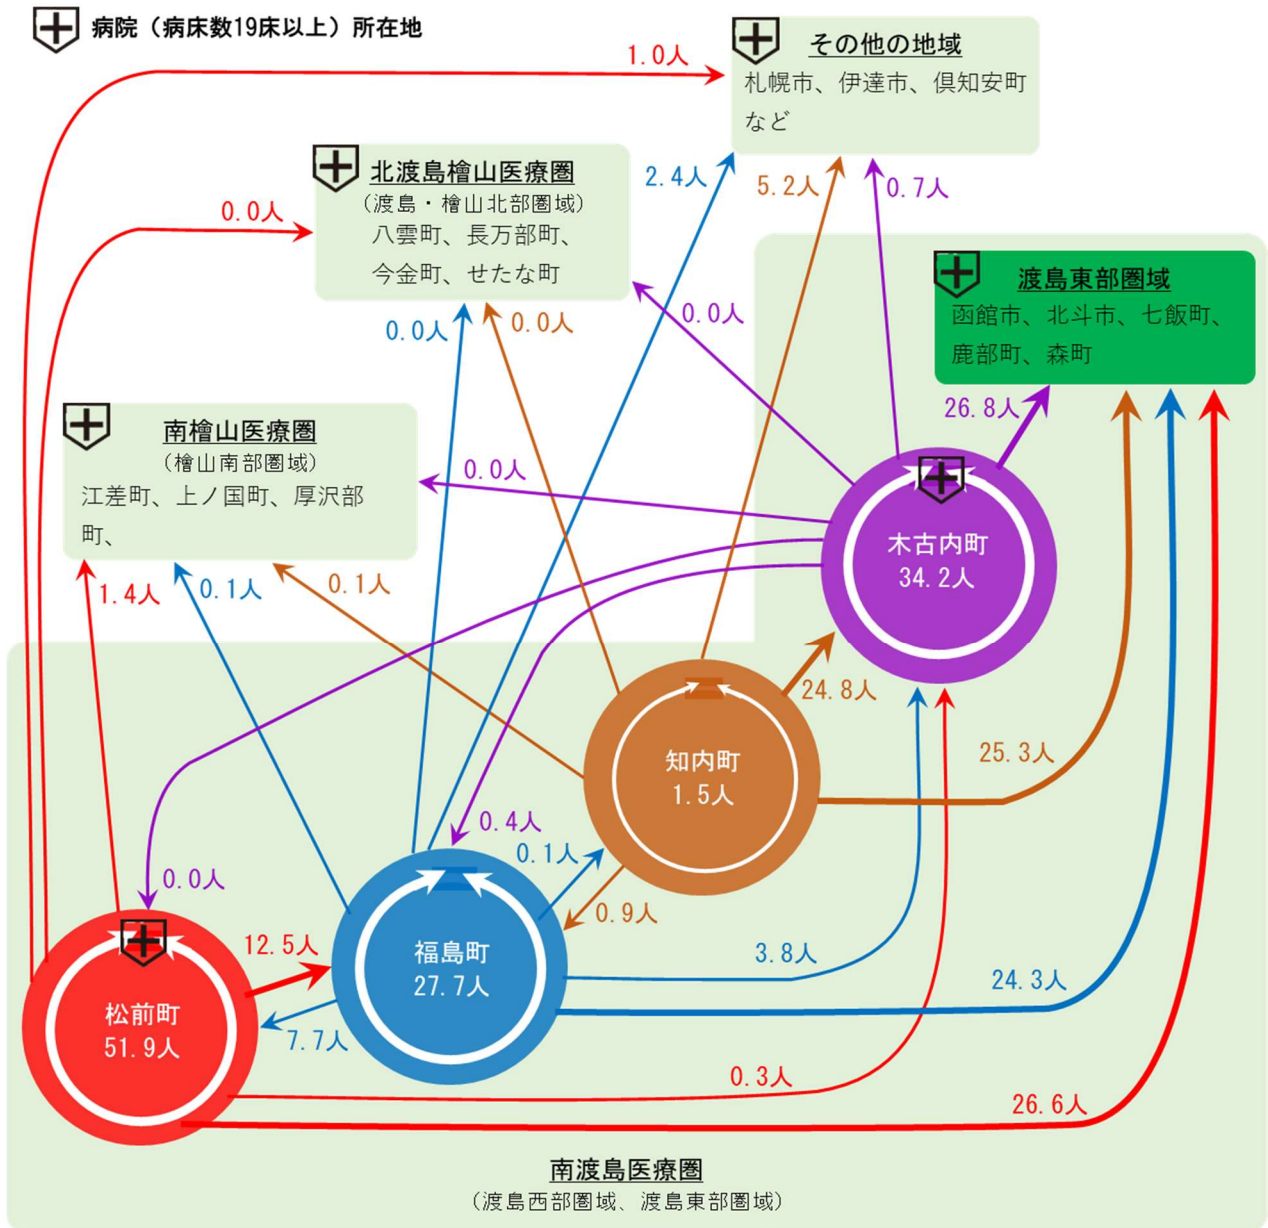 病院（病床数19床以上）所在地
1.0人
その他の地域
札幌市、伊達市、倶知安町
など
北渡島檜山医療圏
（渡島・檜山北部圏域）
八雲町、長万部町、
今金町、せたな町
2.4人
5.2人
0.7人
0.0人
渡島東部圏域
函館市、北斗市、七飯町、
鹿部町、森町
0.0人
0.0人
0.0人
26.8人
南檜山医療圏
（檜山南部圏域）
江差町、上ノ国町、厚沢部
町、
0.0人
木古内町
34.2人
1.4人
0.1人
0.1人
24.8人
知内町
1.5人
25.3人
0.4人
0.1人
0.0人
0.9人
12.5人
福島町
27.7人
3.8人
24.3人
松前町
51.9人
7.7人
0.3人
26.6人
南渡島医療圏
（渡島西部圏域、渡島東部圏域）